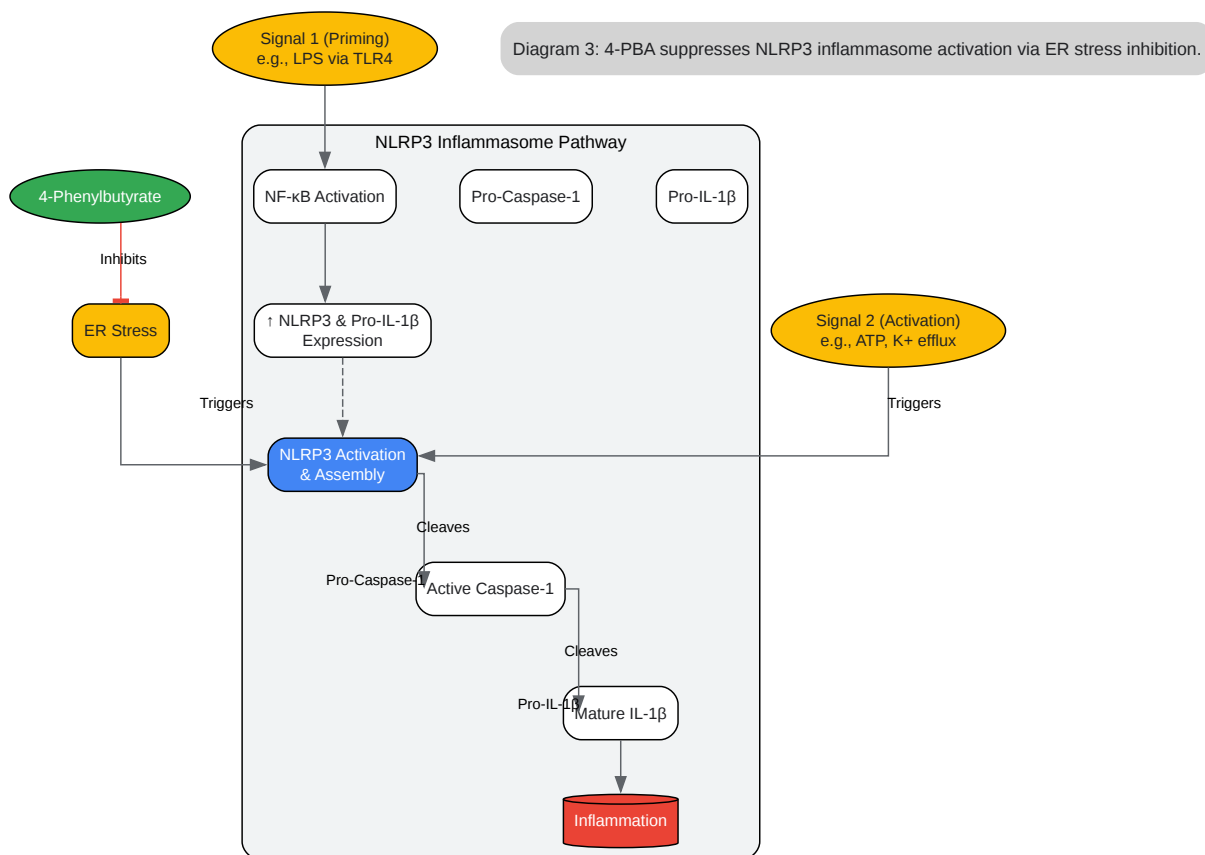 Signal 1 (Priming)
e.g., LPS via TLR4
Diagram 3: 4-PBA suppresses NLRP3 inflammasome activation via ER stress inhibition.
NLRP3 Inflammasome Pathway
4-Phenylbutyrate
NF-κB Activation
Pro-Caspase-1
Pro-IL-1β
Inhibits
ER Stress
↑ NLRP3 & Pro-IL-1β
Expression
Signal 2 (Activation)
e.g., ATP, K+ efflux
Triggers
Triggers
NLRP3 Activation
& Assembly
Cleaves
Pro-Caspase-1
Active Caspase-1
Cleaves
Pro-IL-1β
Mature IL-1β
Inflammation